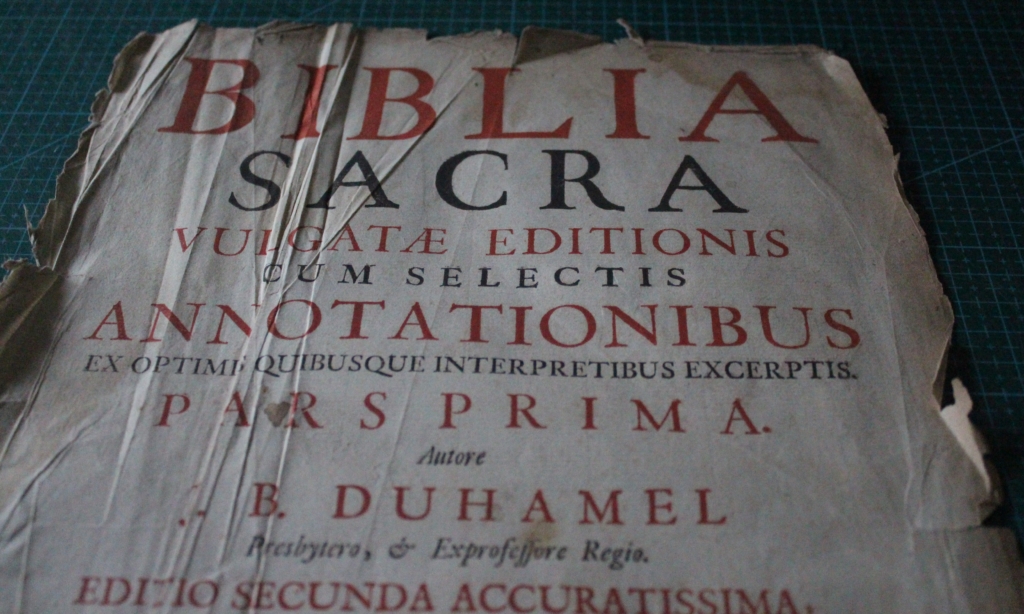 BIBLIA
SACRA
VULGATÆ EDITIONIS
CUM SELECTIS
ANNOTATIONIBUS
EX OPTIMIS QUIBUSQUE INTERPRETIBUS EXCERPTIS.
PARS PRIMA.
Autore
B. DUHAMEL
Presbytero, & Exprofeſſore Regio.
EDITIO SECUNDA ACCURATISSIMA,